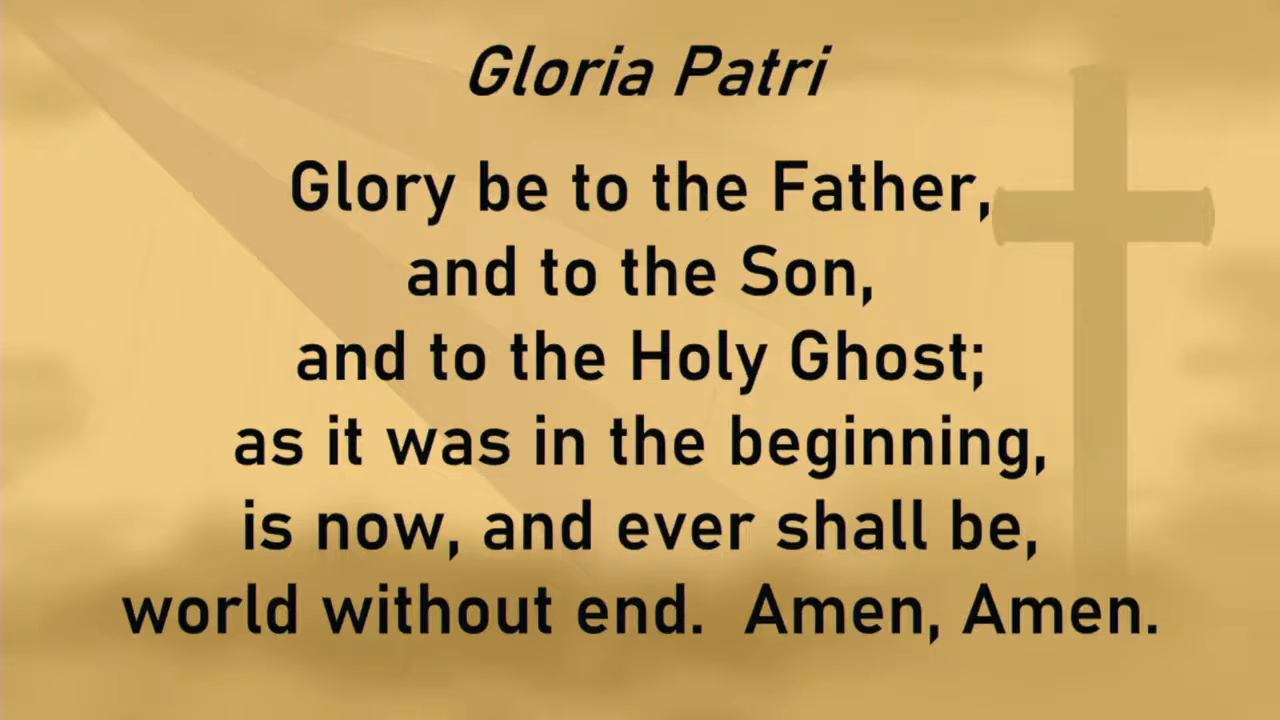 Gloria Patri
Glory be to the Father,
and to the Son,
and to the Holy Ghost;
as it was in the beginning,
is now, and ever shall be,
world without end.  Amen, Amen.